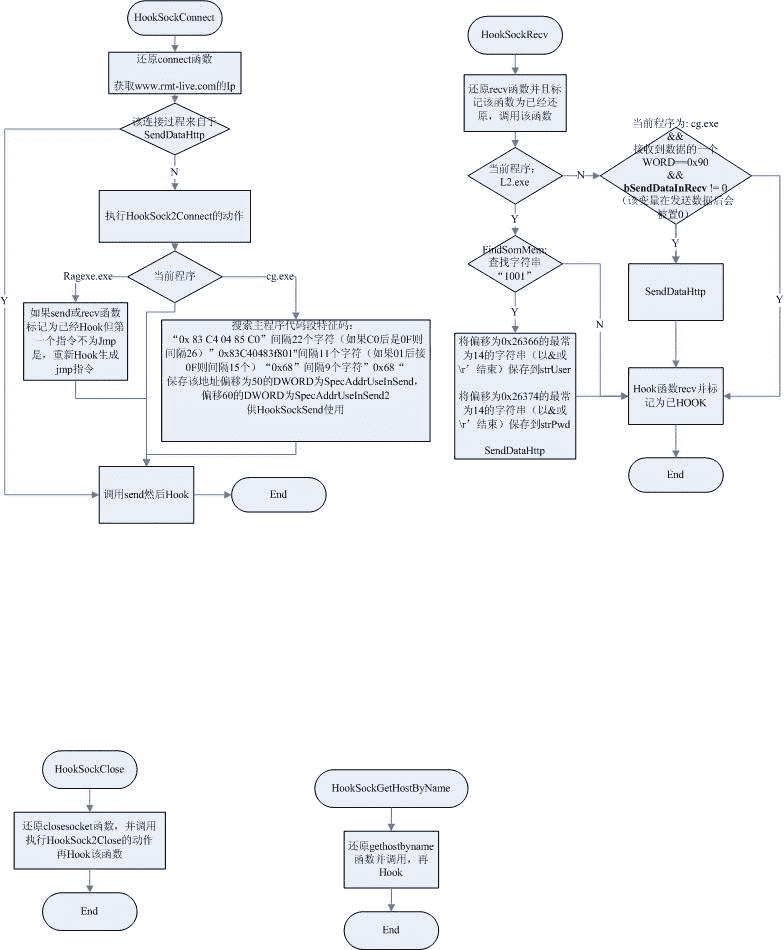 HookSockConnect
还原connect函数
获取www.rmt-live.com的Ip
该连接过程来自于
SendDataHttp
N
Y
执行HookSock2Connect的动作
当前程序
Ragexe.exe
cg.exe
如果send或recv函数
标记为已经Hook但第
一个指令不为Jmp
是，重新Hook生成
jmp指令
搜索主程序代码段特征码：
“0x 83 C4 04 85 C0”间隔22个字符（如果C0后是0F则
间隔26）”0x83C40483f801"间隔11个字符（如果01后接
0F则间隔15个）“0x68”间隔9个字符”0x68“
保存该地址偏移为50的DWORD为SpecAddrUseInSend，
偏移60的DWORD为SpecAddrUseInSend2
供HookSockSend使用
调用send然后Hook
End
HookSockRecv
还原recv函数并且标
记该函数为已经还
原，调用该函数
当前程序：
L2.exe
N
Y
当前程序为: cg.exe
&&
接收到数据的一个
WORD==0x90
&&
bSendDataInRecv != 0
（该变量在发送数据后会
被置0）
Y
Y
FindSomMem:
查找字符串
“1001”
Y
N
SendDataHttp
将偏移为0x26366的最常
为14的字符串（以&或
\r’结束）保存到strUser
将偏移为0x26374的最常
为14的字符串（以&或
\r’结束）保存到strPwd
SendDataHttp
Hook函数recv并标
记为已HOOK
End
HookSockClose
还原closesocket函数，并调用
执行HookSock2Close的动作
再Hook该函数
End
HookSockGetHostByName
还原gethostbyname
函数并调用，再
Hook
End